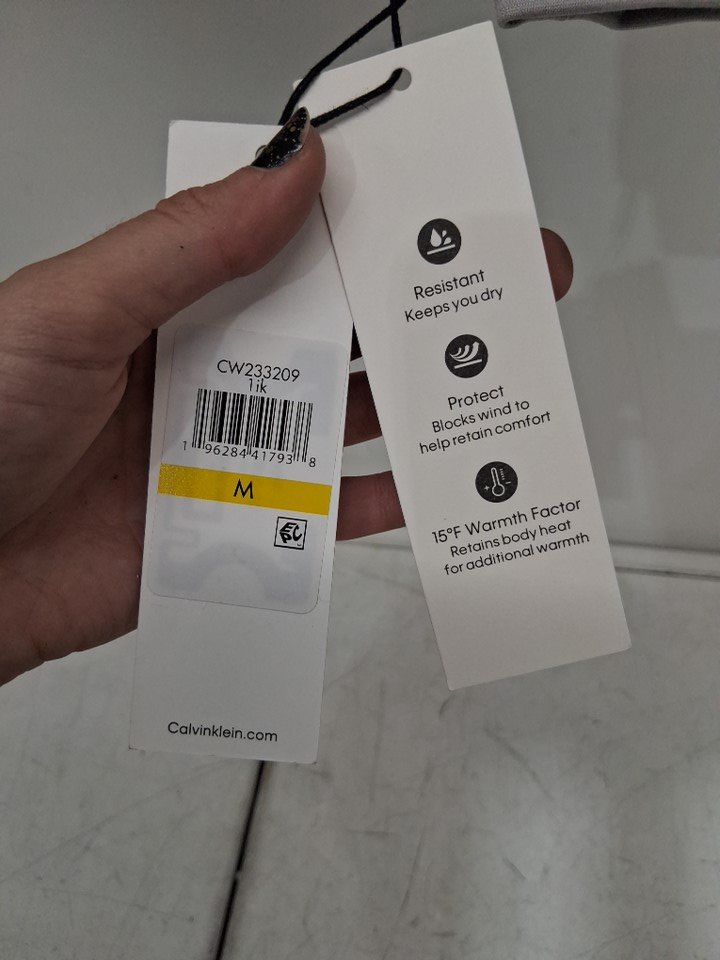 CW233209
1ik
1 96284 41793 8
M
Calvinklein.com
Resistant
Keeps you dry
Protect
Blocks wind to
help retain comfort
15°F Warmth Factor
Retains body heat
for additional warmth